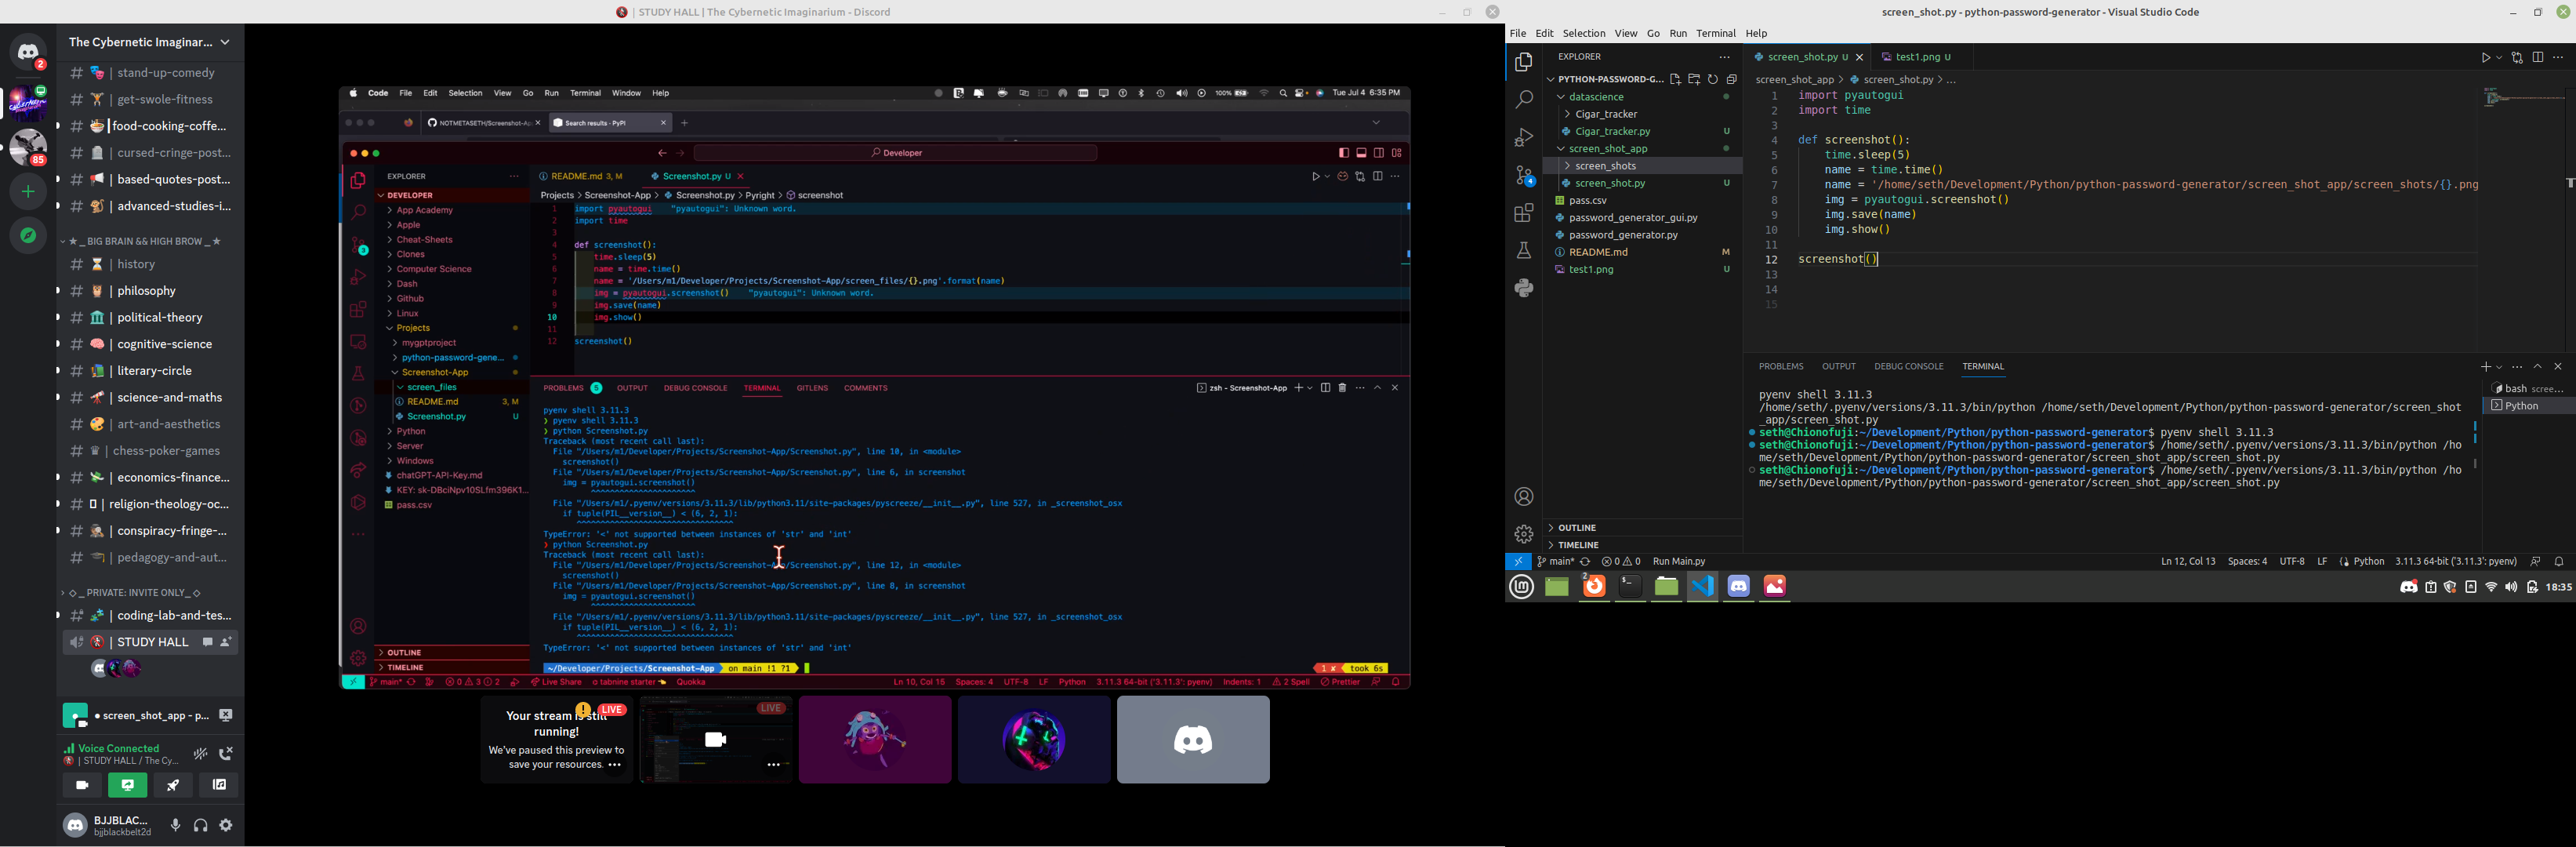 | STUDY HALL | The Cybernetic Imaginarium - Discord
The Cybernetic Imaginar...
2
85
| stand-up-comedy
| get-swole-fitness
|food-cooking-coffe...
| cursed-cringe-post...
| based-quotes-post...
| advanced-studies-i...
★_ BIG BRAIN && HIGH BROW _★
| history
| philosophy
| political-theory
| cognitive-science
| literary-circle
| science-and-maths
| art-and-aesthetics
| chess-poker-games
| economics-finance...
| religion-theology-oc...
| conspiracy-fringe-...
| pedagogy-and-aut...
◇_ PRIVATE: INVITE ONLY_◇
| coding-lab-and-tes...
| STUDY HALL
● screen_shot_app - p...
Voice Connected
| STUDY HALL / The Cy...
BJJBLAC...
bjjblackbelt2d
Code File Edit Selection View Go Run Terminal Window Help
100% Tue Jul 4 6:35 PM
NOTMETASETH/Screenshot-Ap
Search results · PyPI
Developer
EXPLORER
DEVELOPER
App Academy
Apple
Cheat-Sheets
Clones
Computer Science
Dash
Github
Linux
Projects
mygptproject
python-password-gene...
Screenshot-App
screen_files
README.md 3, M
Screenshot.py U
Python
Server
Windows
chatGPT-API-Key.md
pass.csv
OUTLINE
TIMELINE
README.md 3, M
Screenshot.py U
Projects > Screenshot-App > Screenshot.py > Pyright > screenshot
1 import pyautogui "pyautogui": Unknown word.
2 import time
3
4 def screenshot():
5 time.sleep(5)
6 name = time.time()
7 name = '/Users/m1/Developer/Projects/Screenshot-App/screen_files/{}.png'.format(name)
8 img = pyautogui.screenshot() "pyautogui": Unknown word.
9 img.save(name)
10 img.show()
11
12 screenshot()
PROBLEMS 5 OUTPUT DEBUG CONSOLE TERMINAL GITLENS COMMENTS
zsh - Screenshot-App
pyenv shell 3.11.3
❯ pyenv shell 3.11.3
❯ python Screenshot.py
Traceback (most recent call last):
File "/Users/m1/Developer/Projects/Screenshot-App/Screenshot.py", line 10, in <module>
screenshot()
File "/Users/m1/Developer/Projects/Screenshot-App/Screenshot.py", line 6, in screenshot
img = pyautogui.screenshot()
^^^^^^^^^^^^^^^^^^^^^^
File "/Users/m1/.pyenv/versions/3.11.3/lib/python3.11/site-packages/pyscreeze/__init__.py", line 527, in _screenshot_osx
if tuple(PIL__version__) < (6, 2, 1):
^^^^^^^^^^^^^^^^^^^^^^^^^^^^^^^^^
TypeError: '<' not supported between instances of 'str' and 'int'
❯ python Screenshot.py
Traceback (most recent call last):
File "/Users/m1/Developer/Projects/Screenshot-App/Screenshot.py", line 12, in <module>
screenshot()
File "/Users/m1/Developer/Projects/Screenshot-App/Screenshot.py", line 8, in screenshot
img = pyautogui.screenshot()
^^^^^^^^^^^^^^^^^^^^^^
File "/Users/m1/.pyenv/versions/3.11.3/lib/python3.11/site-packages/pyscreeze/__init__.py", line 527, in _screenshot_osx
if tuple(PIL__version__) < (6, 2, 1):
^^^^^^^^^^^^^^^^^^^^^^^^^^^^^^^^^
TypeError: '<' not supported between instances of 'str' and 'int'
~/Developer/Projects/Screenshot-App on main !1 ?1
1 ✘ took 6s
main* 0 3 2 Live Share tabnine starter Quokka
Ln 10, Col 15 Spaces: 4 UTF-8 LF Python 3.11.3 64-bit ('3.11.3': pyenv) Indents: 1 2 Spell Prettier
Your stream is still
running!
LIVE
We've paused this preview to
save your resources.
LIVE
screen_shot.py - python-password-generator - Visual Studio Code
File Edit Selection View Go Run Terminal Help
EXPLORER
PYTHON-PASSWORD-G...
datascience
Cigar_tracker
Cigar_tracker.py U
screen_shot_app
screen_shots
screen_shot.py U
pass.csv
password_generator_gui.py
password_generator.py
README.md M
test1.png U
OUTLINE
TIMELINE
screen_shot.py U
test1.png U
screen_shot_app > screen_shot.py > ...
1 import pyautogui
2 import time
3
4 def screenshot():
5 time.sleep(5)
6 name = time.time()
7 name = '/home/seth/Development/Python/python-password-generator/screen_shot_app/screen_shots/{}.png
8 img = pyautogui.screenshot()
9 img.save(name)
10 img.show()
11
12 screenshot()
13
14
15
PROBLEMS OUTPUT DEBUG CONSOLE TERMINAL
pyenv shell 3.11.3
/home/seth/.pyenv/versions/3.11.3/bin/python /home/seth/Development/Python/python-password-generator/screen_shot
_app/screen_shot.py
seth@Chionofuji:~/Development/Python/python-password-generator$ pyenv shell 3.11.3
seth@Chionofuji:~/Development/Python/python-password-generator$ /home/seth/.pyenv/versions/3.11.3/bin/python /ho
me/seth/Development/Python/python-password-generator/screen_shot_app/screen_shot.py
seth@Chionofuji:~/Development/Python/python-password-generator$ /home/seth/.pyenv/versions/3.11.3/bin/python /ho
me/seth/Development/Python/python-password-generator/screen_shot_app/screen_shot.py
bash scree...
Python
main* 0 0 Run Main.py
Ln 12, Col 13 Spaces: 4 UTF-8 LF Python 3.11.3 64-bit ('3.11.3': pyenv)
18:35